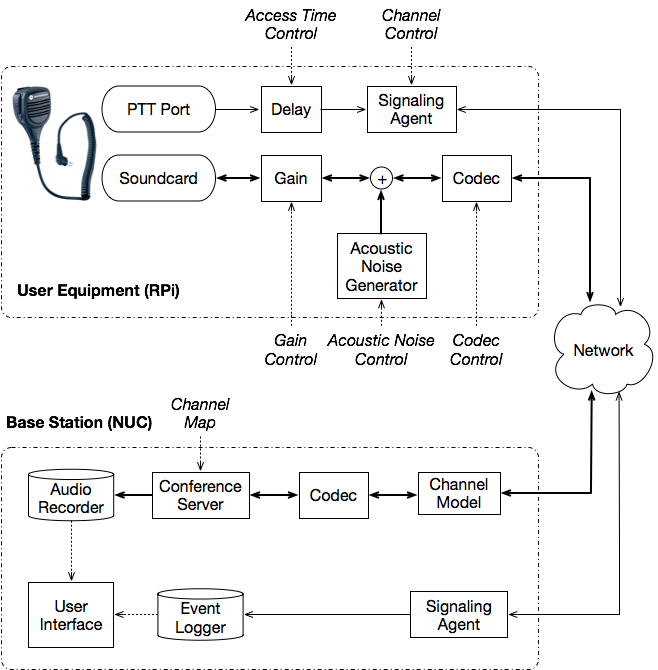 Access Time
Control
Channel
Control
PTT Port
Delay
Signaling
Agent
Soundcard
Gain
+
Codec
Acoustic
Noise
Generator
User Equipment (RPi)
Gain
Control
Acoustic Noise
Control
Codec
Control
Network
Base Station (NUC)
Channel
Map
Audio
Recorder
Conference
Server
Codec
Channel
Model
User
Interface
Event
Logger
Signaling
Agent